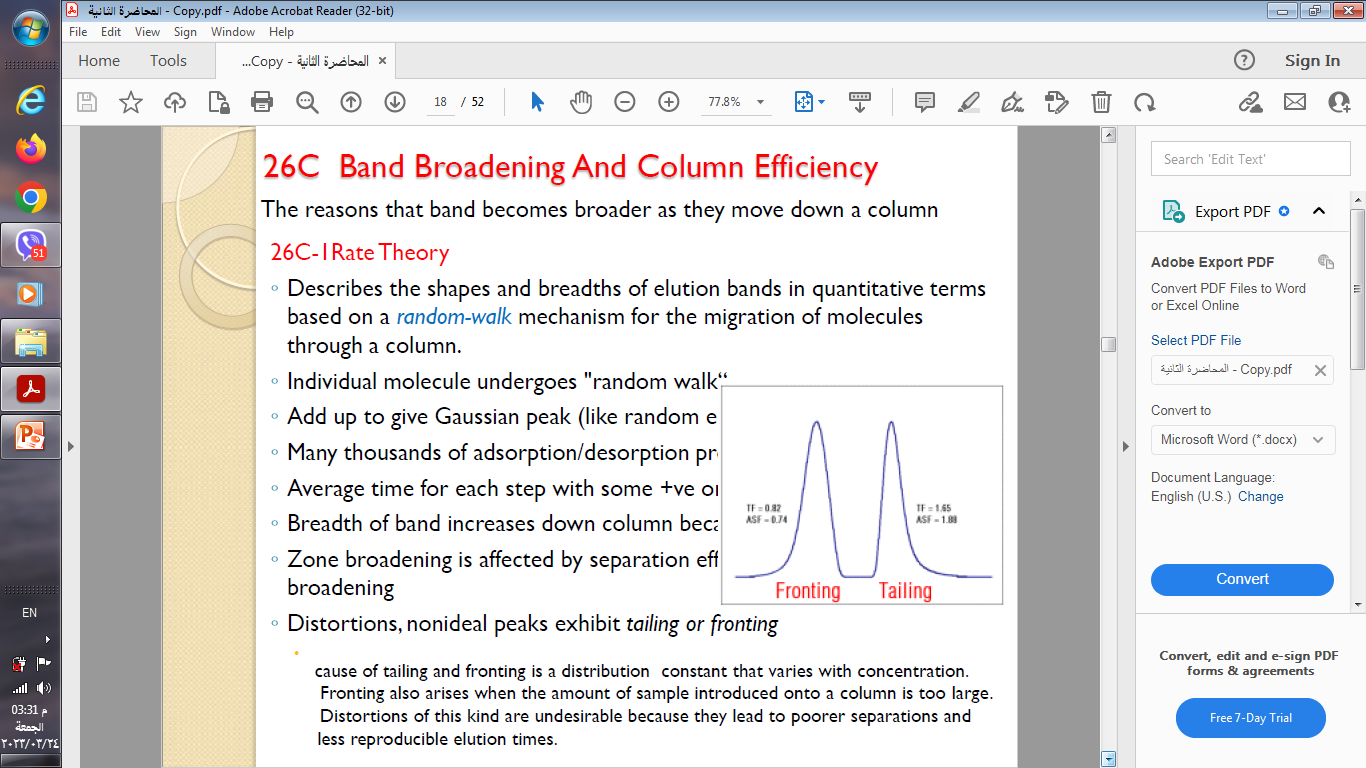 المحاضرة الثانية - Copy.pdf - Adobe Acrobat Reader (32-bit)
File Edit View Sign Window Help
Home Tools المحاضرة الثانية - Copy... ×
? Sign In
18 / 52 77.8%
26C Band Broadening And Column Efficiency
The reasons that band becomes broader as they move down a column
26C-1Rate Theory
Describes the shapes and breadths of elution bands in quantitative terms
based on a random-walk mechanism for the migration of molecules
through a column.
Individual molecule undergoes "random walk“
Add up to give Gaussian peak (like random e
Many thousands of adsorption/desorption pr
Average time for each step with some +ve or
Breadth of band increases down column beca
Zone broadening is affected by separation eff
broadening
Distortions, nonideal peaks exhibit tailing or fronting
cause of tailing and fronting is a distribution constant that varies with concentration.
Fronting also arises when the amount of sample introduced onto a column is too large.
Distortions of this kind are undesirable because they lead to poorer separations and
less reproducible elution times.
TF = 0.82
ASF = 0.74
TF = 1.65
ASF = 1.88
Fronting Tailing
Search 'Edit Text'
Export PDF
Adobe Export PDF
Convert PDF Files to Word
or Excel Online
Select PDF File
المحاضرة الثانية - Copy.pdf
Convert to
Microsoft Word (*.docx)
Document Language:
English (U.S.) Change
Convert
Convert, edit and e-sign PDF
forms & agreements
Free 7-Day Trial
51
EN
03:31 م
الجمعة
٢٠٢٣/٠٣/٢٤